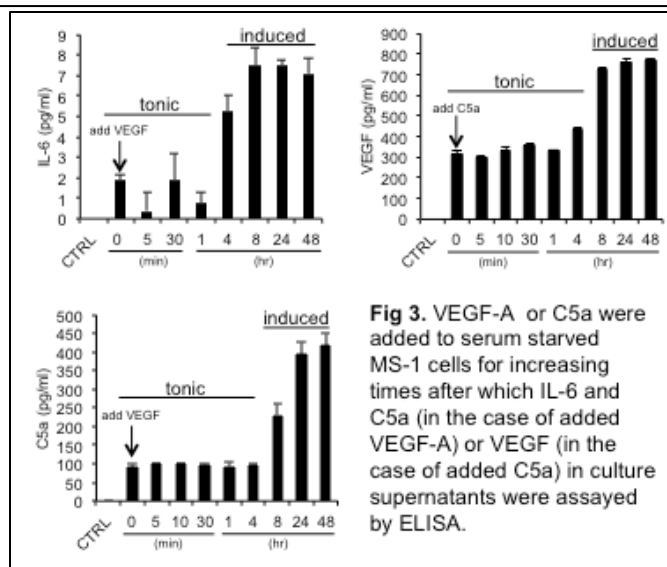 induced
tonic
add VEGF
IL-6 (pg/ml)
9
8
7
6
5
4
3
2
1
0
CTRL 0 5 30 1 4 8 24 48
(min) (hr)
induced
tonic
add C5a
VEGF (pg/ml)
900
800
700
600
500
400
300
200
100
0
CTRL 0 5 10 30 1 4 8 24 48
(min) (hr)
induced
tonic
add VEGF
C5a (pg/ml)
500
450
400
350
300
250
200
150
100
50
0
CTRL 0 5 10 30 1 4 8 24 48
(min) (hr)
Fig 3. VEGF-A or C5a were
added to serum starved
MS-1 cells for increasing
times after which IL-6 and
C5a (in the case of added
VEGF-A) or VEGF (in the
case of added C5a) in culture
supernatants were assayed
by ELISA.